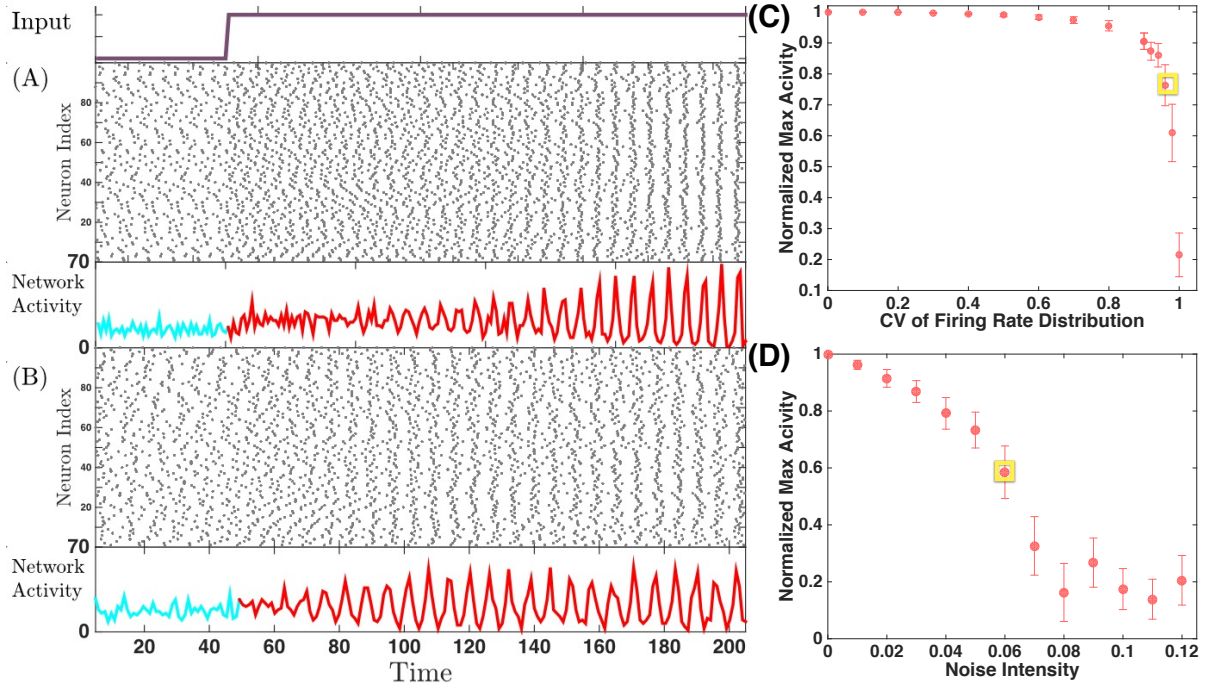 Input
(A)
Neuron Index
80
60
40
20
70
Network
Activity
0
(B)
Neuron Index
80
60
40
20
70
Network
Activity
0
20 40 60 80 100 120 140 160 180 200
Time
(C)
Normalized Max Acivity
1
0.9
0.8
0.7
0.6
0.5
0.4
0.3
0.2
0.1
0 0.2 0.4 0.6 0.8 1
CV of Firing Rate Distribution
(D)
Normalized Max Acivity
1
0.8
0.6
0.4
0.2
0
0 0.02 0.04 0.06 0.08 0.1 0.12
Noise Intensity